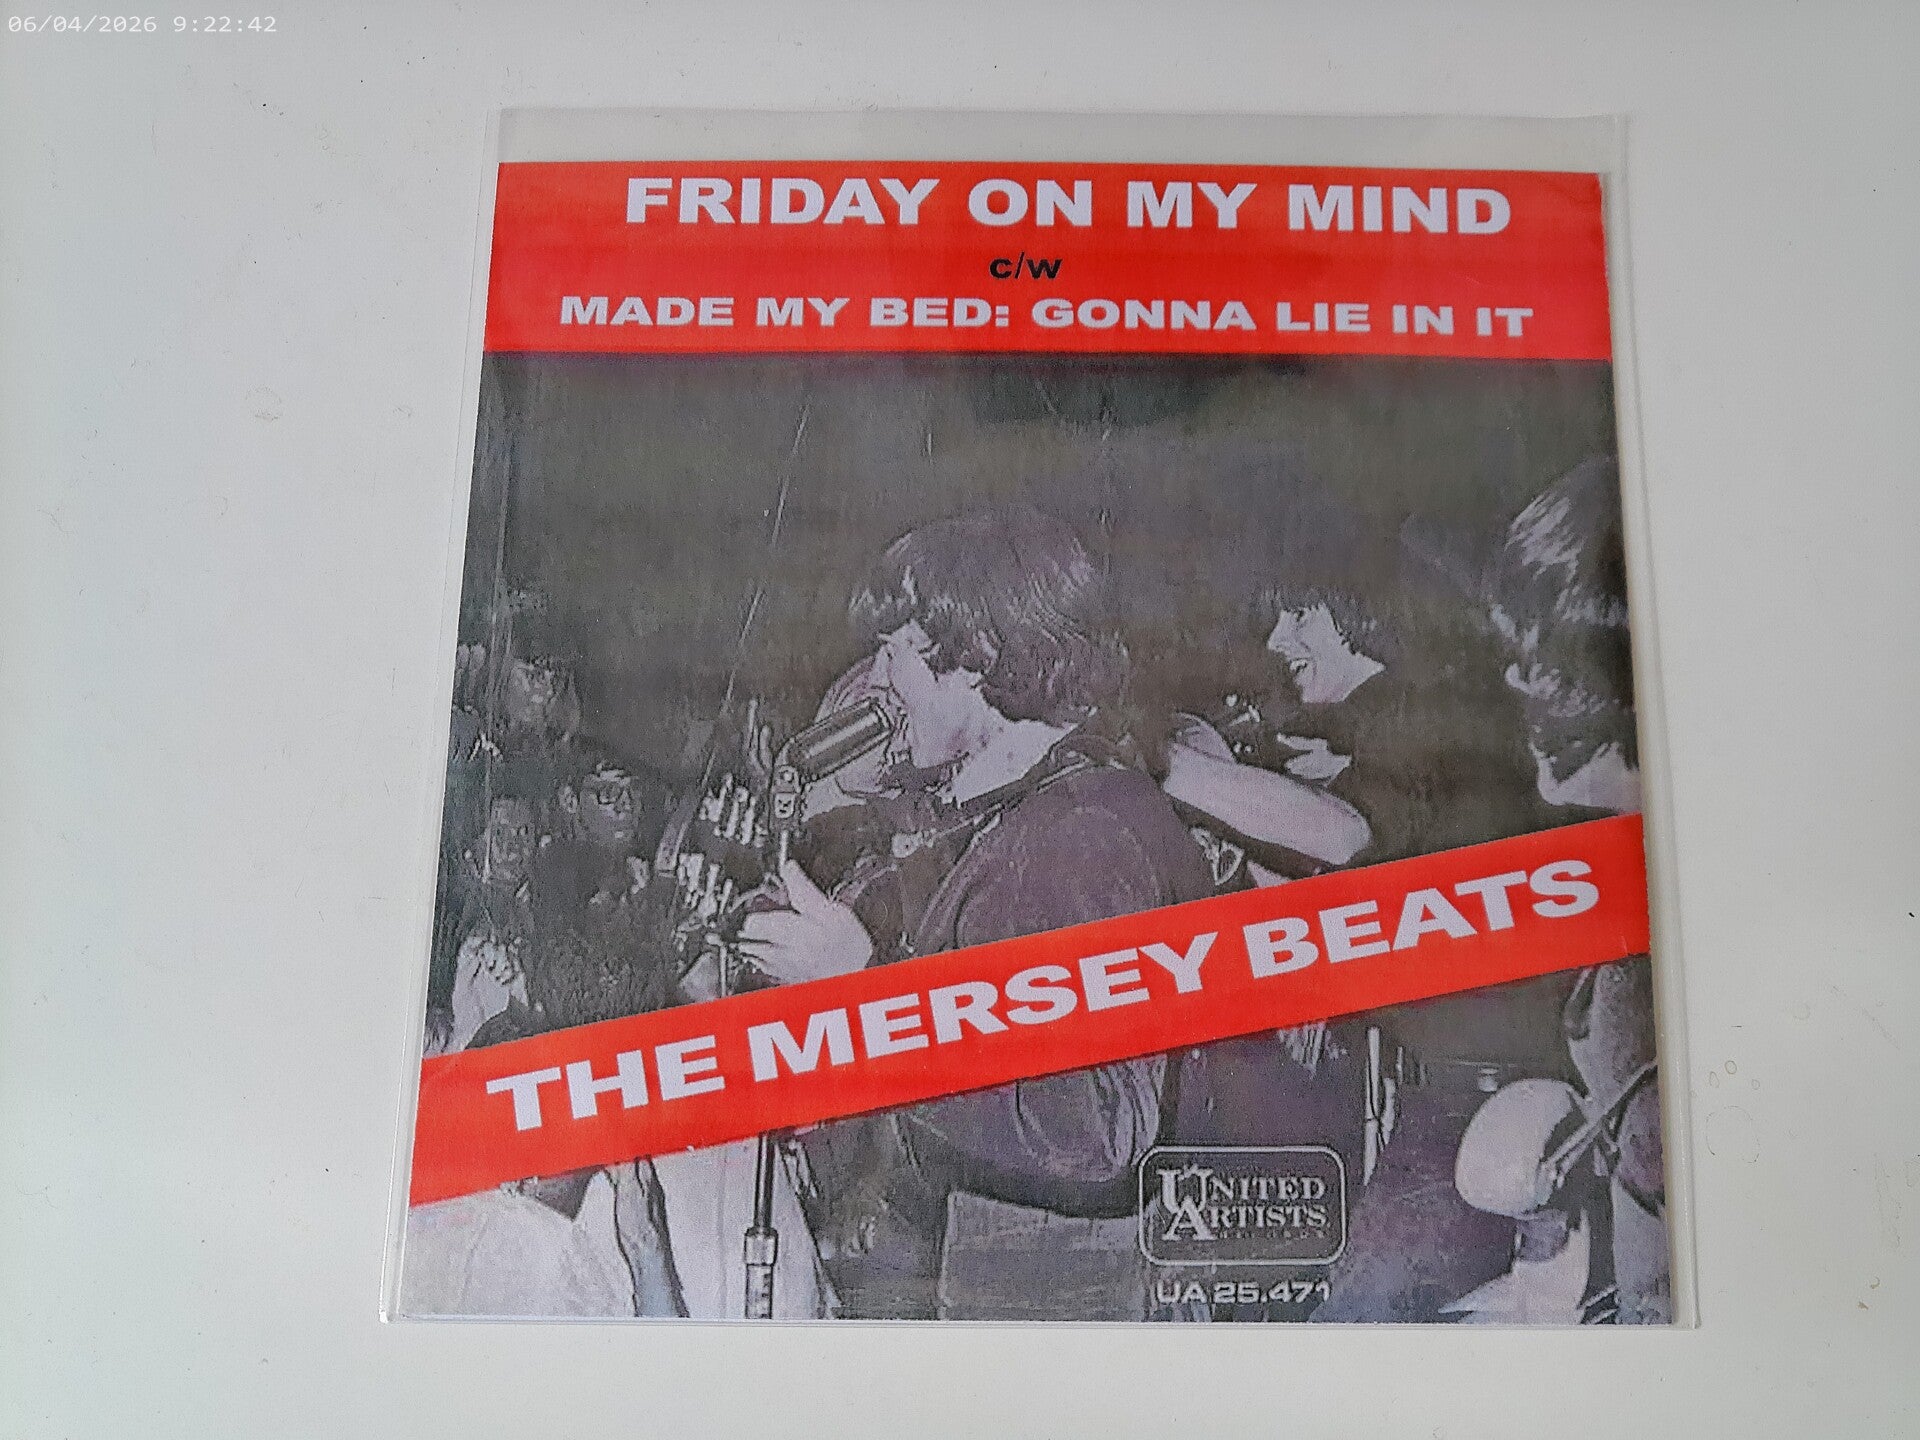 06/04/2026 9:22:42
FRIDAY ON MY MIND
c/w
MADE MY BED: GONNA LIE IN IT
THE MERSEY BEATS
UNITED
ARTISTS
UA 25.471